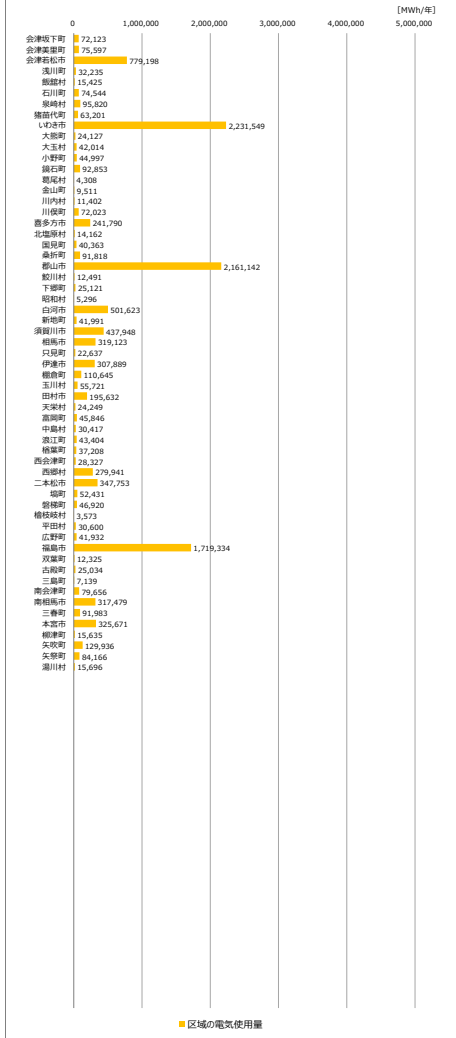 [MWh/年]
0 1,000,000 2,000,000 3,000,000 4,000,000 5,000,000
会津坂下町 72,123
会津美里町 75,597
会津若松市 779,198
浅川町 32,235
飯舘村 15,425
石川町 74,544
泉崎村 95,820
猪苗代町 63,201
いわき市 2,231,549
大熊町 24,127
大玉村 42,014
小野町 44,997
鏡石町 92,853
葛尾村 4,308
金山町 9,511
川内村 11,402
川俣町 72,023
喜多方市 241,790
北塩原村 14,162
国見町 40,363
桑折町 91,818
郡山市 2,161,142
鮫川村 12,491
下郷町 25,121
昭和村 5,296
白河市 501,623
新地町 41,991
須賀川市 437,948
相馬市 319,123
只見町 22,637
伊達市 307,889
棚倉町 110,645
玉川村 55,721
田村市 195,632
天栄村 24,249
富岡町 45,846
中島村 30,417
浪江町 43,404
楢葉町 37,208
西会津町 28,327
西郷村 279,941
二本松市 347,753
塙町 52,431
磐梯町 46,920
檜枝岐村 3,573
平田村 30,600
広野町 41,932
福島市 1,719,334
双葉町 12,325
古殿町 25,034
三島町 7,139
南会津町 79,656
南相馬市 317,479
三春町 91,983
本宮市 325,671
柳津町 15,635
矢吹町 129,936
矢祭町 84,166
湯川村 15,696
区域の電気使用量